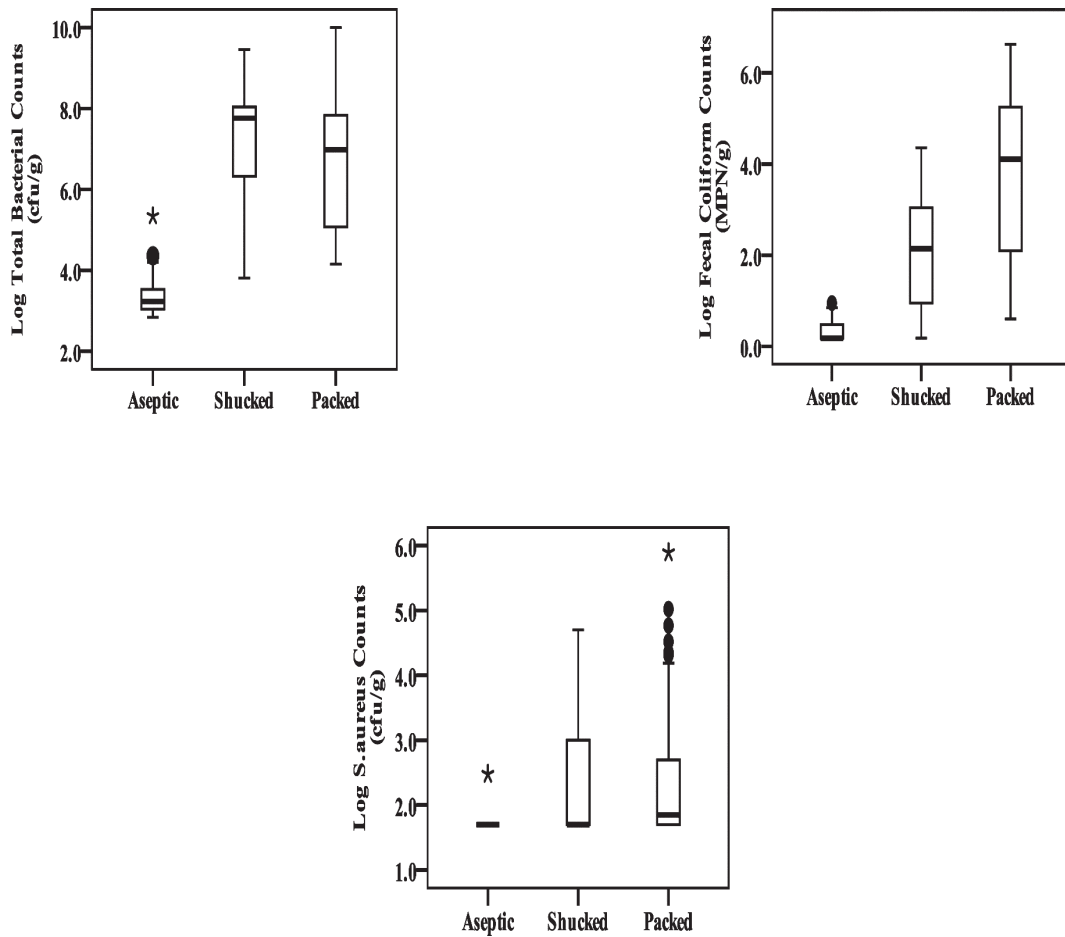 Log Total Bacterial Counts
(cfu/g)
10.0
8.0
6.0
4.0
2.0
Aseptic Shucked Packed
Log Fecal Coliform Counts
(MPN/g)
6.0
4.0
2.0
0.0
Aseptic Shucked Packed
Log S.aureus Counts
(cfu/g)
6.0
5.0
4.0
3.0
2.0
1.0
Aseptic Shucked Packed